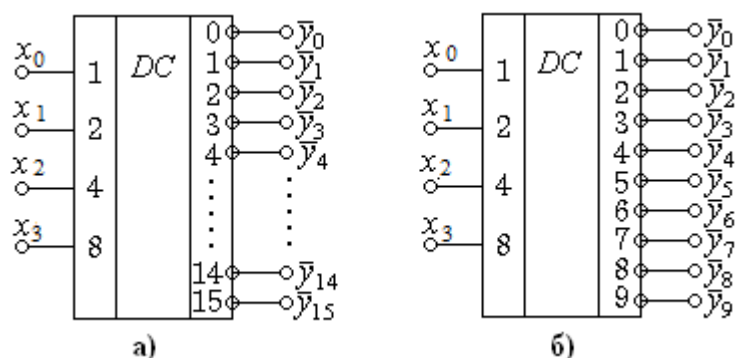 0 ȳ₀
x₀ 1 DC 1 ȳ₁
2 ȳ₂
x₁ 2 3 ȳ₃
4 ȳ₄
x₂ 4
x₃ 8
14 ȳ₁₄
15 ȳ₁₅
а)
0 ȳ₀
x₀ 1 DC 1 ȳ₁
2 ȳ₂
x₁ 2 3 ȳ₃
4 ȳ₄
x₂ 4 5 ȳ₅
6 ȳ₆
x₃ 8 7 ȳ₇
8 ȳ₈
9 ȳ₉
б)